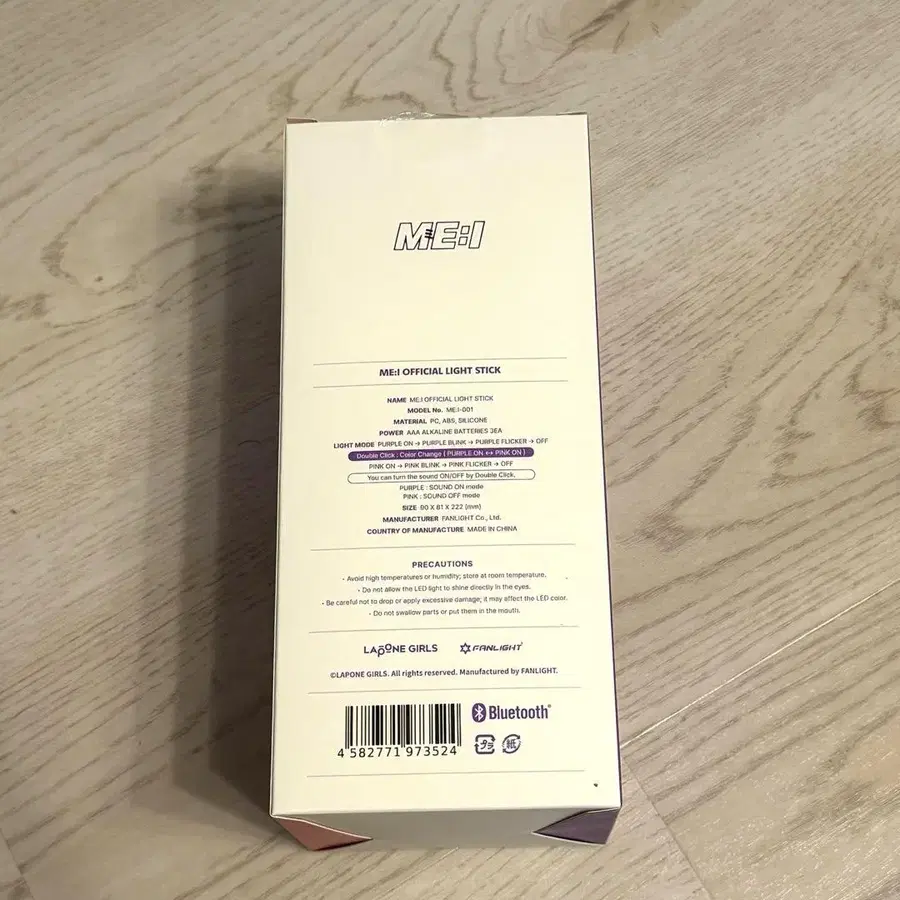 ME:I
ME:I OFFICIAL LIGHT STICK
NAME ME:I OFFICIAL LIGHT STICK
MODEL No. ME:I-001
MATERIAL PC, ABS, SILICONE
POWER AAA ALKALINE BATTERIES 3EA
LIGHT MODE PURPLE ON → PURPLE BLINK → PURPLE FLICKER → OFF
Double Click : Color Change ( PURPLE ON ↔ PINK ON )
PINK ON → PINK BLINK → PINK FLICKER → OFF
You can turn the sound ON/OFF by Double Click.
PURPLE : SOUND ON mode
PINK : SOUND OFF mode
SIZE 90 X 81 X 222 (mm)
MANUFACTURER FANLIGHT Co., Ltd.
COUNTRY OF MANUFACTURE MADE IN CHINA
PRECAUTIONS
• Avoid high temperatures or humidity; store at room temperature.
• Do not allow the LED light to shine directly in the eyes.
• Be careful not to drop or apply excessive damage; it may affect the LED color.
• Do not swallow parts or put them in the mouth.
LAPONE GIRLS FANLIGHT
©LAPONE GIRLS. All rights reserved. Manufactured by FANLIGHT.
Bluetooth®
4 582771 973524
プラ 紙